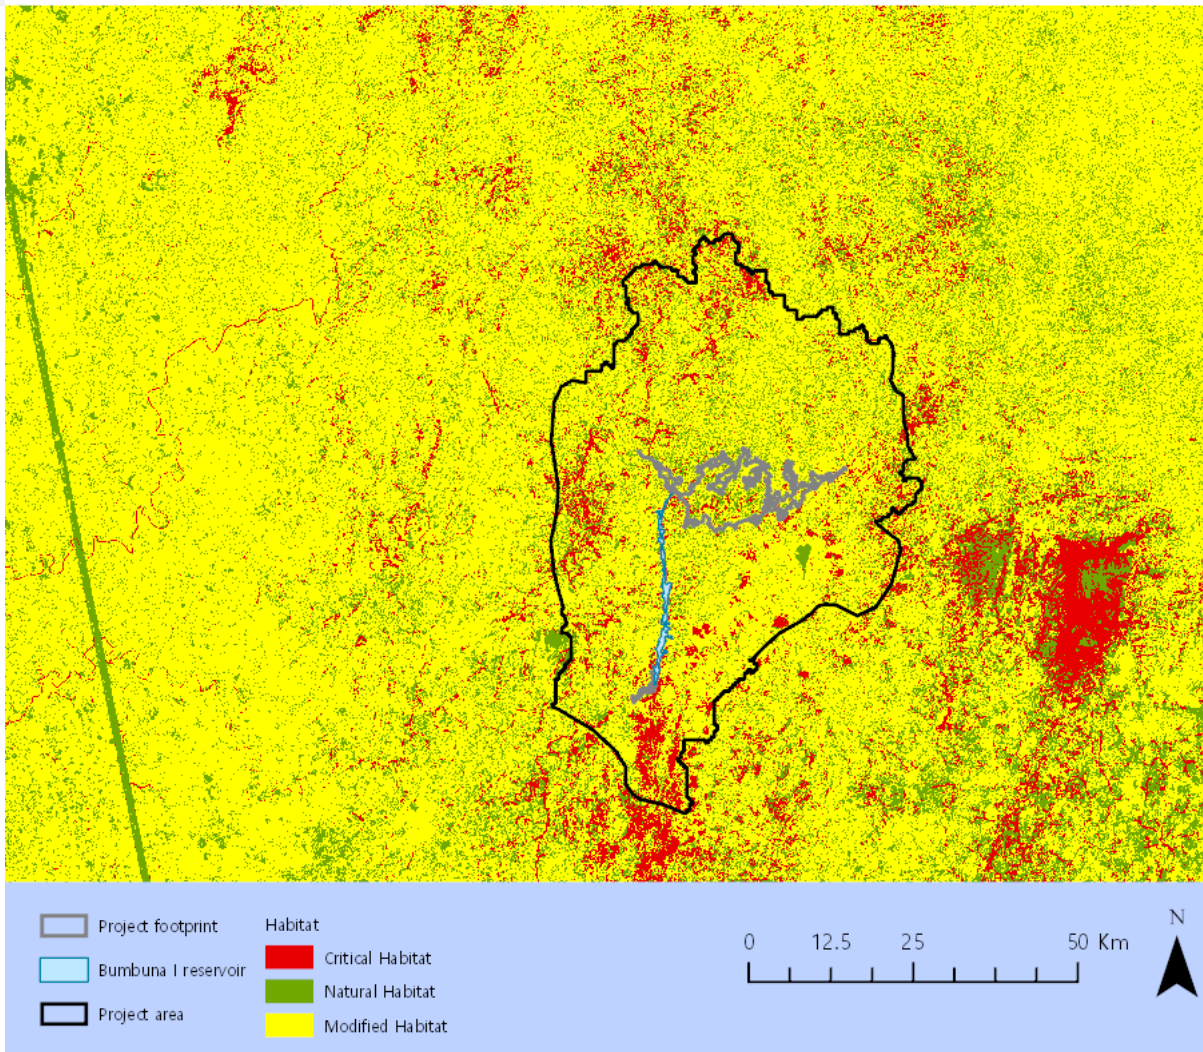 Project footprint
Bumbuna I reservoir
Project area
Habitat
Critical Habitat
Natural Habitat
Modified Habitat
0 12.5 25 50 Km
N